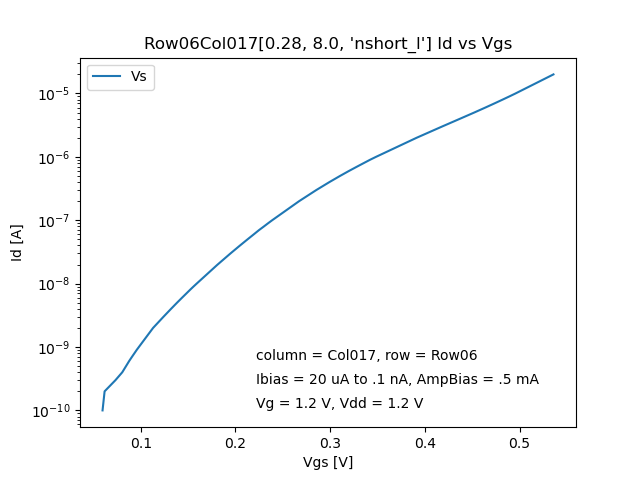 Row06Col017[0.28, 8.0, 'nshort_l'] Id vs Vgs
Vs
10⁻⁵
10⁻⁶
10⁻⁷
10⁻⁸
10⁻⁹
10⁻¹⁰
Id [A]
column = Col017, row = Row06
Ibias = 20 uA to .1 nA, AmpBias = .5 mA
Vg = 1.2 V, Vdd = 1.2 V
0.1 0.2 0.3 0.4 0.5
Vgs [V]